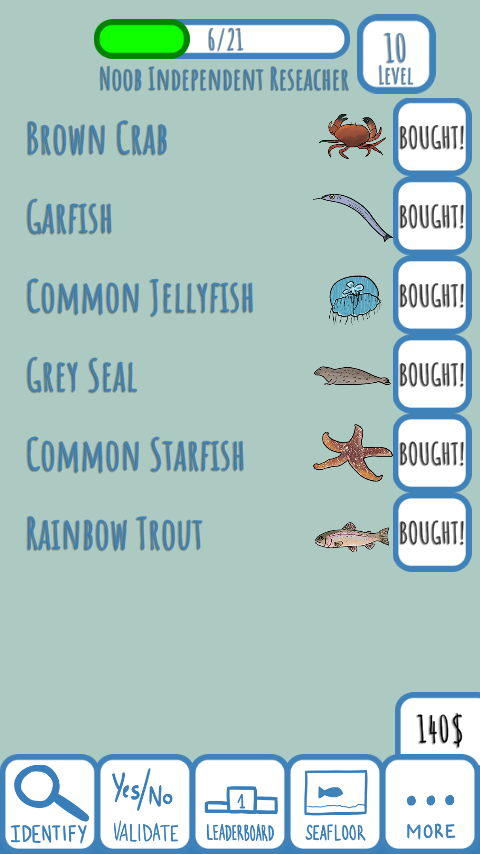 6/21
10
Level
Noob Independent Reseacher
Brown Crab
BOUGHT!
Garfish
BOUGHT!
Common Jellyfish
BOUGHT!
Grey Seal
BOUGHT!
Common Starfish
BOUGHT!
Rainbow Trout
BOUGHT!
140$
Yes/No
1
IDENTIFY
VALIDATE
LEADERBOARD
SEAFLOOR
MORE